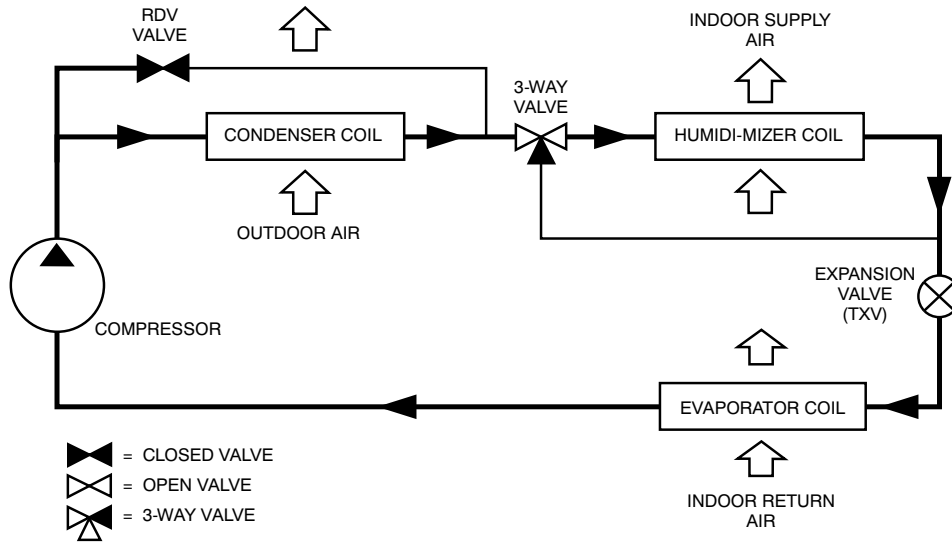 RDV
VALVE
INDOOR SUPPLY
AIR
3-WAY
VALVE
CONDENSER COIL
HUMIDI-MIZER COIL
OUTDOOR AIR
EXPANSION
VALVE
(TXV)
COMPRESSOR
EVAPORATOR COIL
= CLOSED VALVE
= OPEN VALVE
= 3-WAY VALVE
INDOOR RETURN
AIR